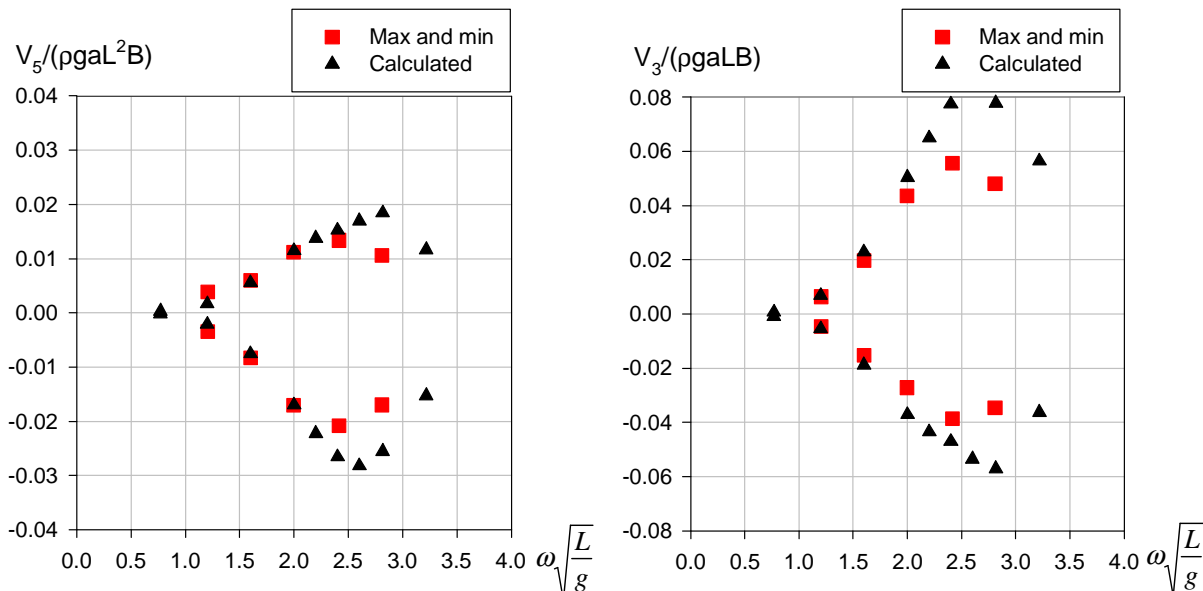 V₅/(ρgaL²B)
Max and min
Calculated
0.04
0.03
0.02
0.01
0.00
-0.01
-0.02
-0.03
-0.04
0.0 0.5 1.0 1.5 2.0 2.5 3.0 3.5 4.0
ω√(L/g)
V₃/(ρgaLB)
Max and min
Calculated
0.08
0.06
0.04
0.02
0.00
-0.02
-0.04
-0.06
-0.08
0.0 0.5 1.0 1.5 2.0 2.5 3.0 3.5 4.0
ω√(L/g)